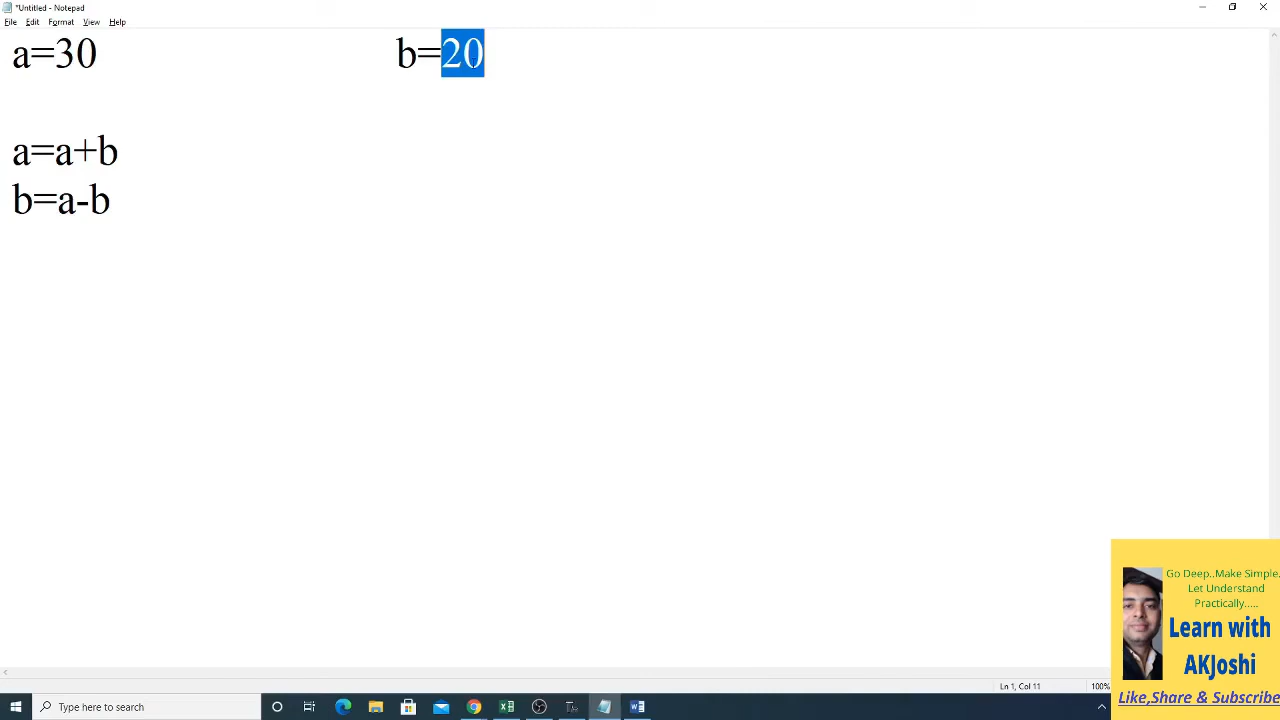 *Untitled - Notepad
File Edit Format View Help
a=30 b=20
a=a+b
b=a-b
Go Deep..Make Simple.
Let Understand
Practically.....
Learn with
AKJoshi
Like,Share & Subscribe
Ln 1, Col 11 100%
Type here to search